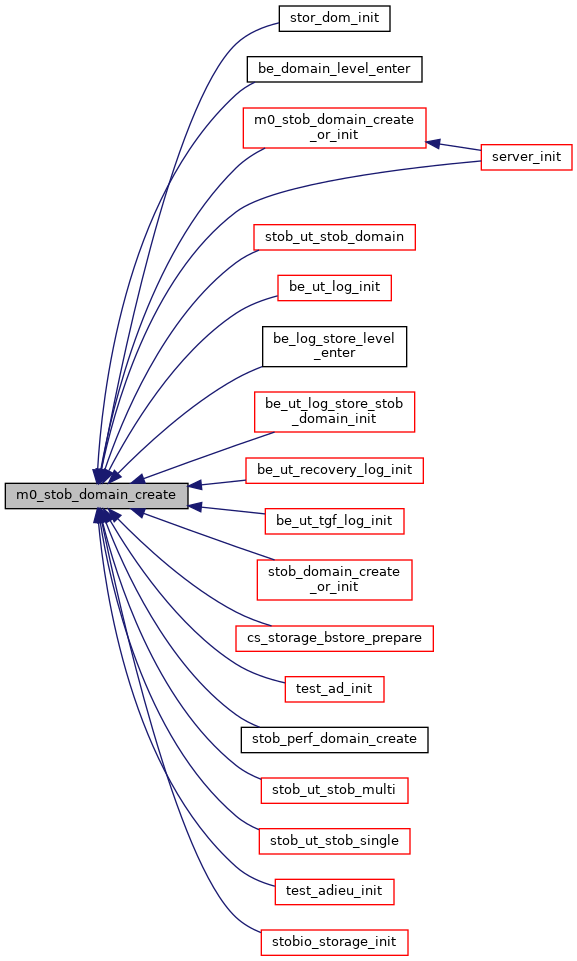 stor_dom_init
be_domain_level_enter
m0_stob_domain_create
_or_init
server_init
stob_ut_stob_domain
be_ut_log_init
be_log_store_level
_enter
be_ut_log_store_stob
_domain_init
be_ut_recovery_log_init
m0_stob_domain_create
be_ut_tgf_log_init
stob_domain_create
_or_init
cs_storage_bstore_prepare
test_ad_init
stob_perf_domain_create
stob_ut_stob_multi
stob_ut_stob_single
test_adieu_init
stobio_storage_init